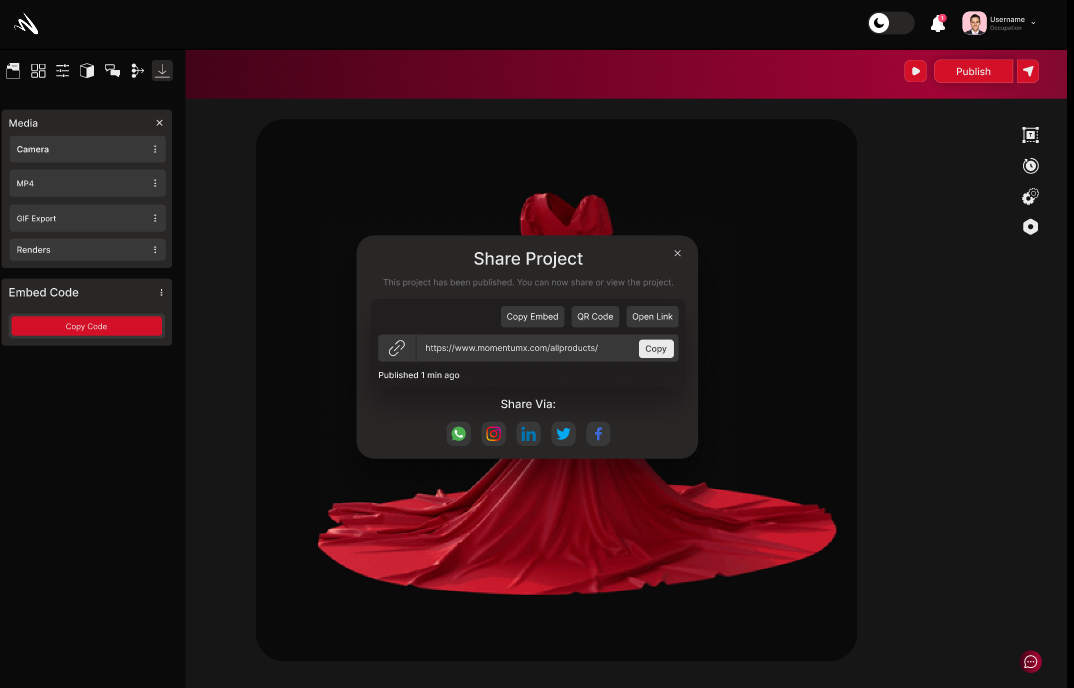 1
Username
Occupation
Publish
Media
Camera
MP4
GIF Export
Renders
Embed Code
Copy Code
Share Project
This project has been published. You can now share or view the project.
Copy Embed
QR Code
Open Link
https://www.momentumx.com/allproducts/
Copy
Published 1 min ago
Share Via:
T